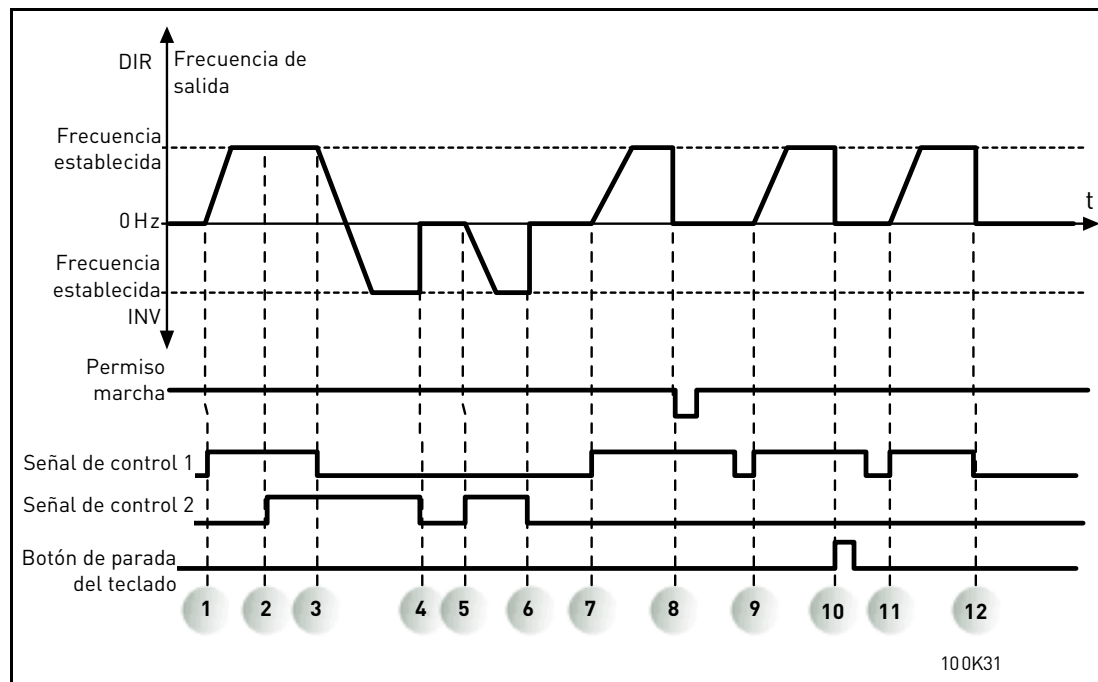 DIR
Frecuencia de
salida
Frecuencia
establecida
t
0 Hz
Frecuencia
establecida
INV
Permiso
marcha
Señal de control 1
Señal de control 2
Botón de parada
del teclado
1 2 3 4 5 6 7 8 9 10 11 12
100K31